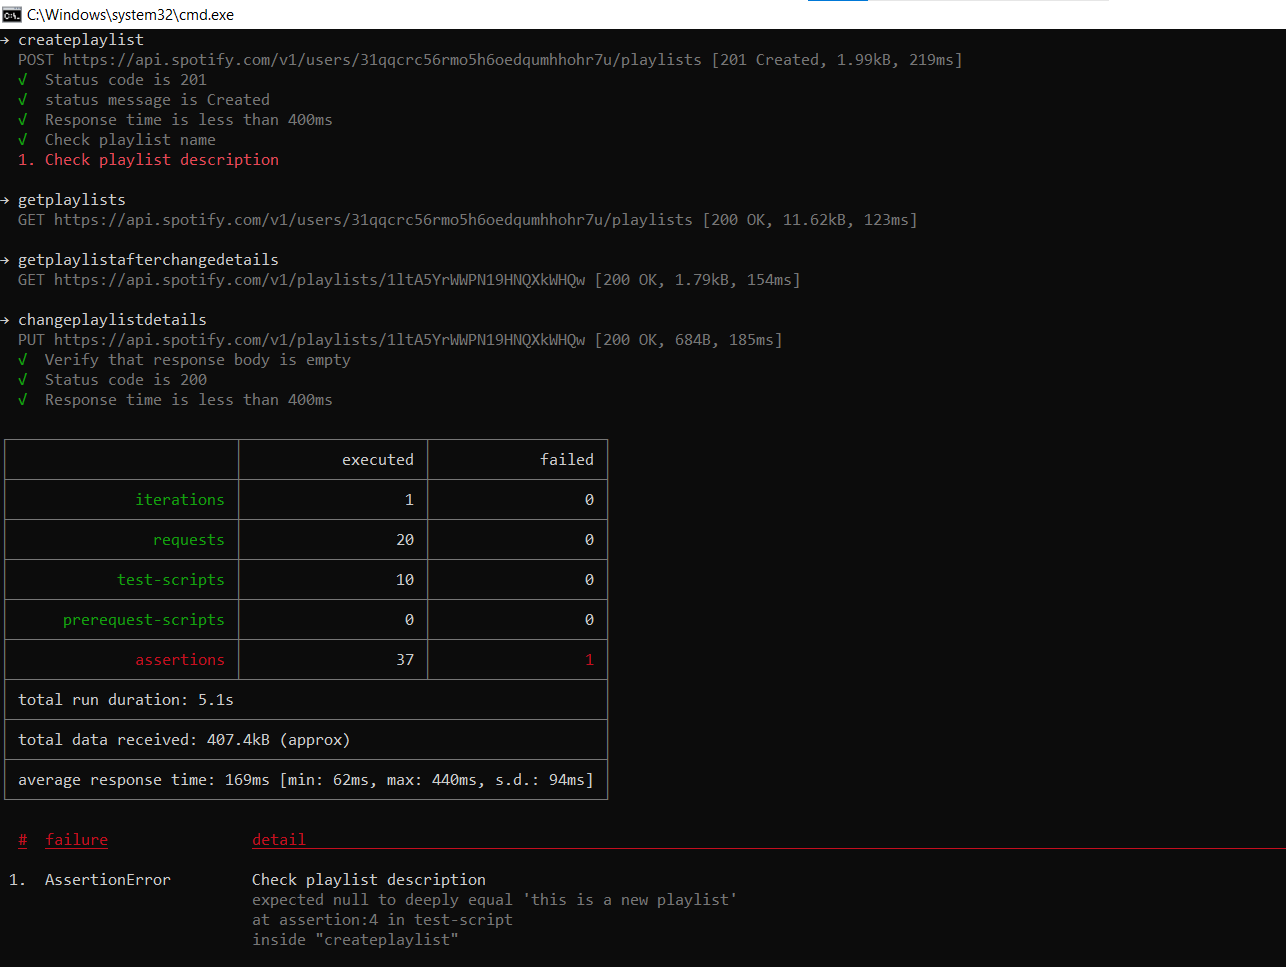 C:\Windows\system32\cmd.exe
→ createplaylist
POST https://api.spotify.com/v1/users/31qqcrc56rmo5h6oedqumhhohr7u/playlists [201 Created, 1.99kB, 219ms]
√ Status code is 201
√ status message is Created
√ Response time is less than 400ms
√ Check playlist name
1. Check playlist description
→ getplaylists
GET https://api.spotify.com/v1/users/31qqcrc56rmo5h6oedqumhhohr7u/playlists [200 OK, 11.62kB, 123ms]
→ getplaylistafterchangedetails
GET https://api.spotify.com/v1/playlists/1ltA5YrWWPN19HNQXkWHQw [200 OK, 1.79kB, 154ms]
→ changeplaylistdetails
PUT https://api.spotify.com/v1/playlists/1ltA5YrWWPN19HNQXkWHQw [200 OK, 684B, 185ms]
√ Verify that response body is empty
√ Status code is 200
√ Response time is less than 400ms
executed failed
iterations 1 0
requests 20 0
test-scripts 10 0
prerequest-scripts 0 0
assertions 37 1
total run duration: 5.1s
total data received: 407.4kB (approx)
average response time: 169ms [min: 62ms, max: 440ms, s.d.: 94ms]
# failure detail
1. AssertionError Check playlist description
expected null to deeply equal 'this is a new playlist'
at assertion:4 in test-script
inside "createplaylist"